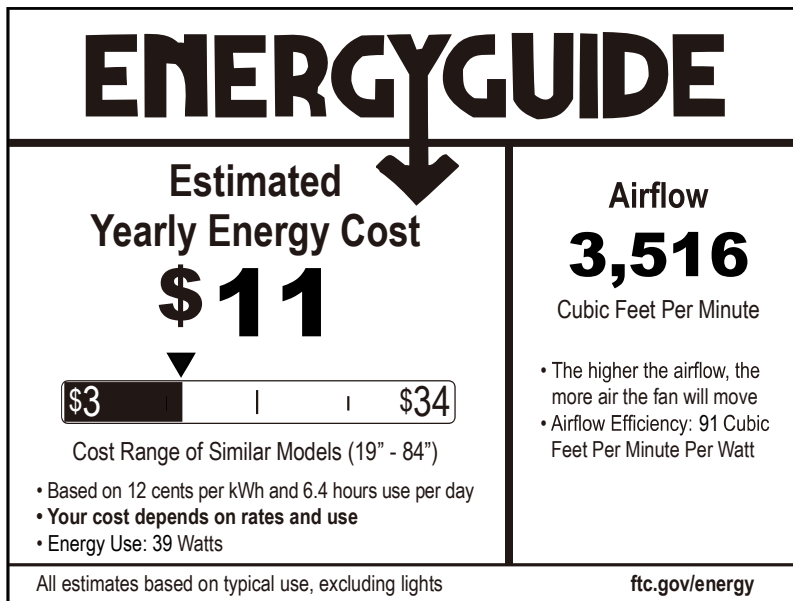 ENERGYGUIDE
Estimated
Yearly Energy Cost
$11
$3
$34
Cost Range of Similar Models (19” - 84”)
• Based on 12 cents per kWh and 6.4 hours use per day
• Your cost depends on rates and use
• Energy Use: 39 Watts
Airflow
3,516
Cubic Feet Per Minute
• The higher the airflow, the
more air the fan will move
• Airflow Efficiency: 91 Cubic
Feet Per Minute Per Watt
All estimates based on typical use, excluding lights
ftc.gov/energy